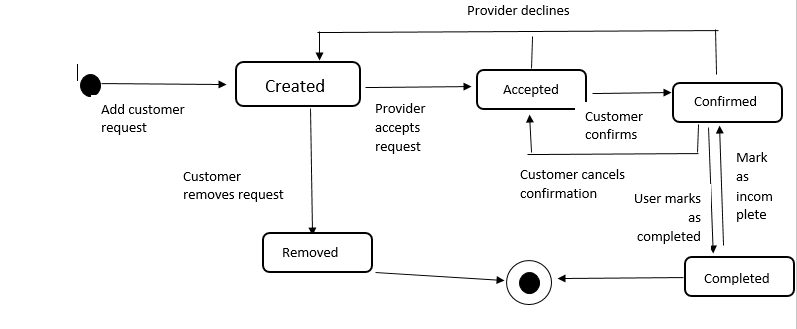 Provider declines
Created
Accepted
Confirmed
Add customer
request
Provider
accepts
request
Customer
confirms
Customer
removes request
Customer cancels
confirmation
Mark
as
incom
plete
User marks
as
completed
Removed
Completed